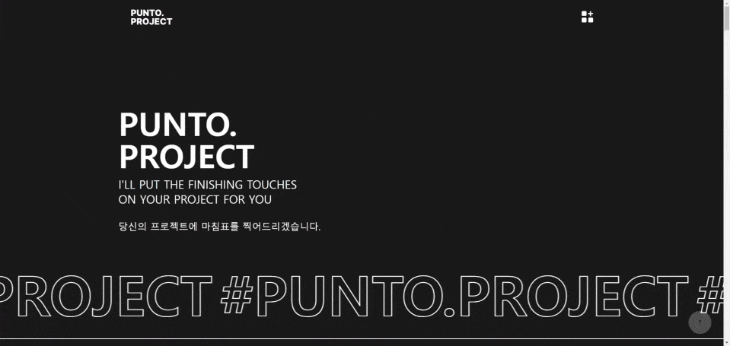 PUNTO.
PROJECT
PUNTO.
PROJECT
I'LL PUT THE FINISHING TOUCHES
ON YOUR PROJECT FOR YOU
당신의 프로젝트에 마침표를 찍어드리겠습니다.
PROJECT #PUNTO.PROJECT #